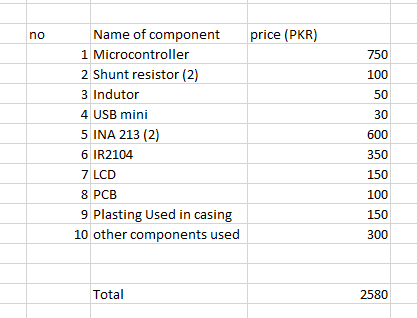 no Name of component price (PKR)
1 Microcontroller 750
2 Shunt resistor (2) 100
3 Indutor 50
4 USB mini 30
5 INA 213 (2) 600
6 IR2104 350
7 LCD 150
8 PCB 100
9 Plasting Used in casing 150
10 other components used 300
Total 2580